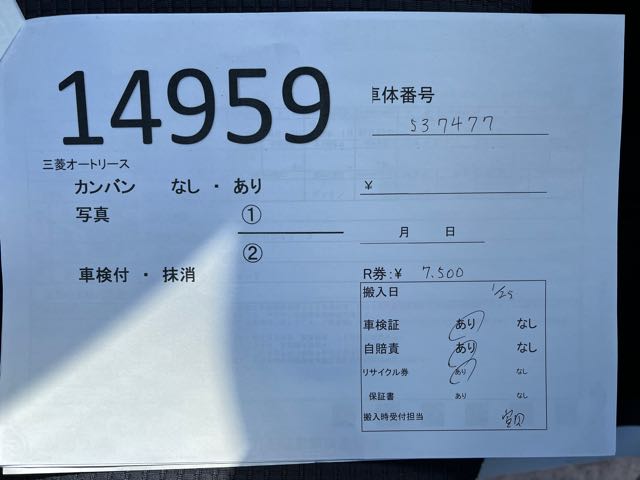 14959
車体番号
537477
三菱オートリース
カンバン なし ・ あり
¥
写真 ①
②
月 日
車検付 ・ 抹消
R券:¥ 7.500
搬入日 1/25
車検証 あり なし
自賠責 あり なし
リサイクル券 あり なし
保証書 あり なし
搬入時受付担当